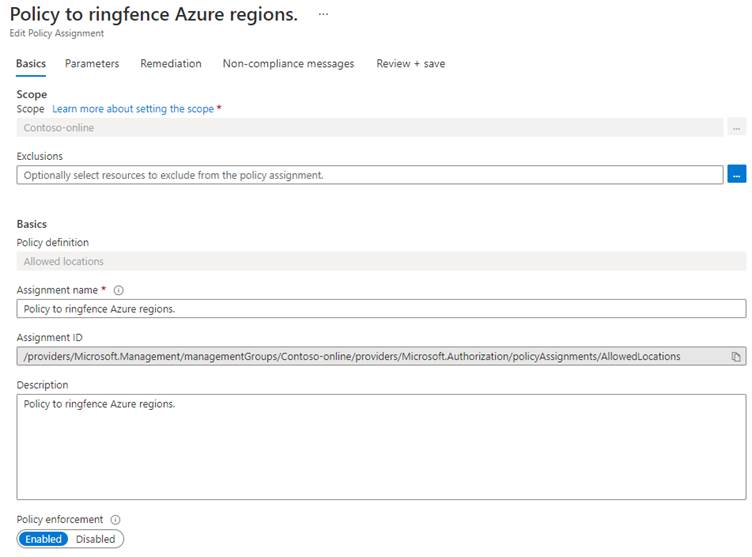 Policy to ringfence Azure regions. ...
Edit Policy Assignment
Basics Parameters Remediation Non-compliance messages Review + save
Scope
Scope Learn more about setting the scope *
Contoso-online ...
Exclusions
Optionally select resources to exclude from the policy assignment. ...
Basics
Policy definition
Allowed locations
Assignment name *
Policy to ringfence Azure regions.
Assignment ID
/providers/Microsoft.Management/managementGroups/Contoso-online/providers/Microsoft.Authorization/policyAssignments/AllowedLocations
Description
Policy to ringfence Azure regions.
Policy enforcement
Enabled Disabled